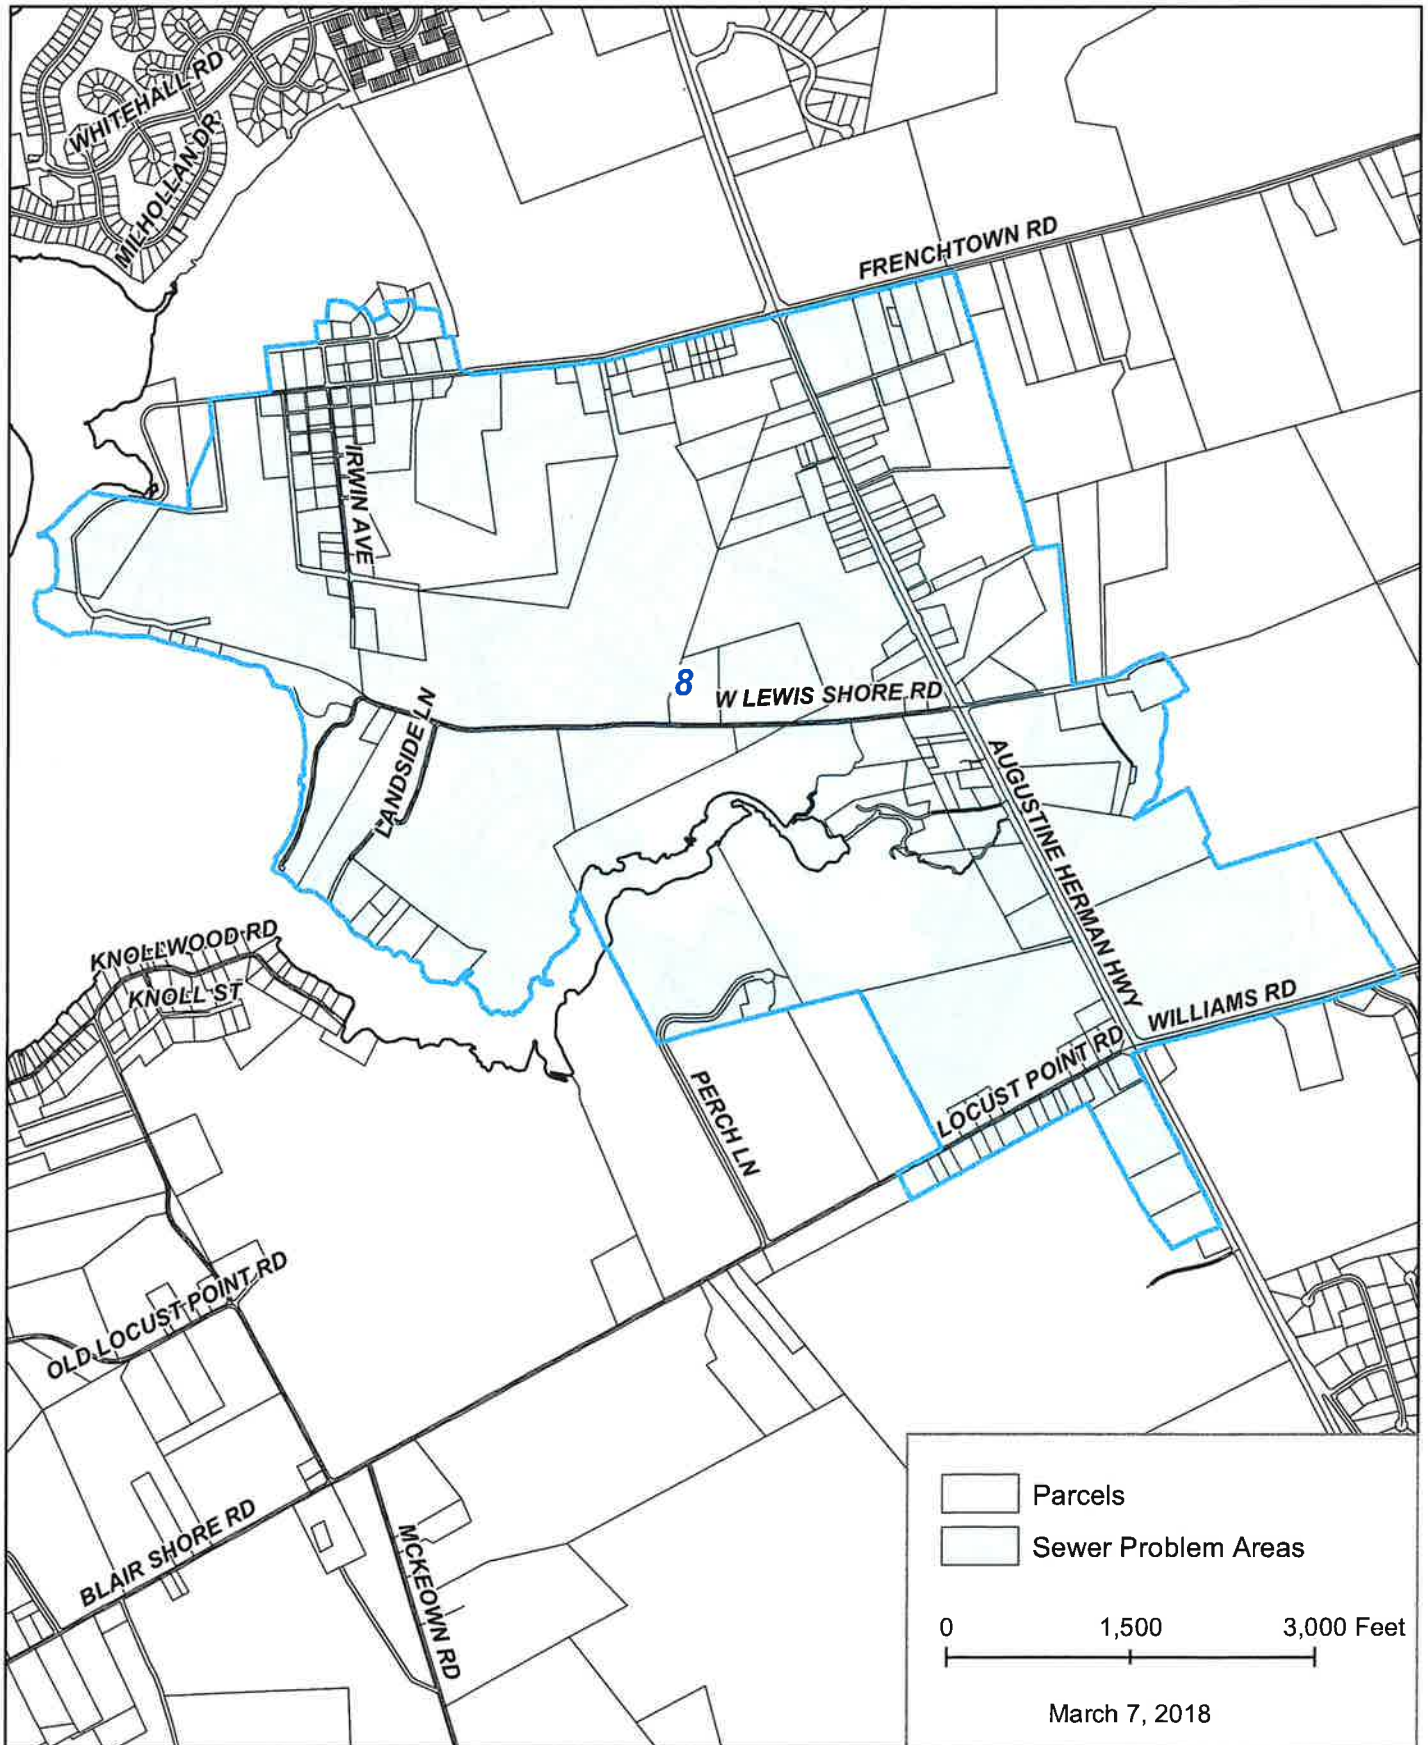 WHITEHALL RD
MILHOLLAN DR
FRENCHTOWN RD
IRWIN AVE
8
W LEWIS SHORE RD
LANDSIDE LN
AUGUSTINE HERMAN HWY
KNOLLWOOD RD
KNOLL ST
WILLIAMS RD
LOCUST POINT RD
PERCH LN
OLD LOCUST POINT RD
BLAIR SHORE RD
MCKEOWN RD
Parcels
Sewer Problem Areas
0 1,500 3,000 Feet
March 7, 2018